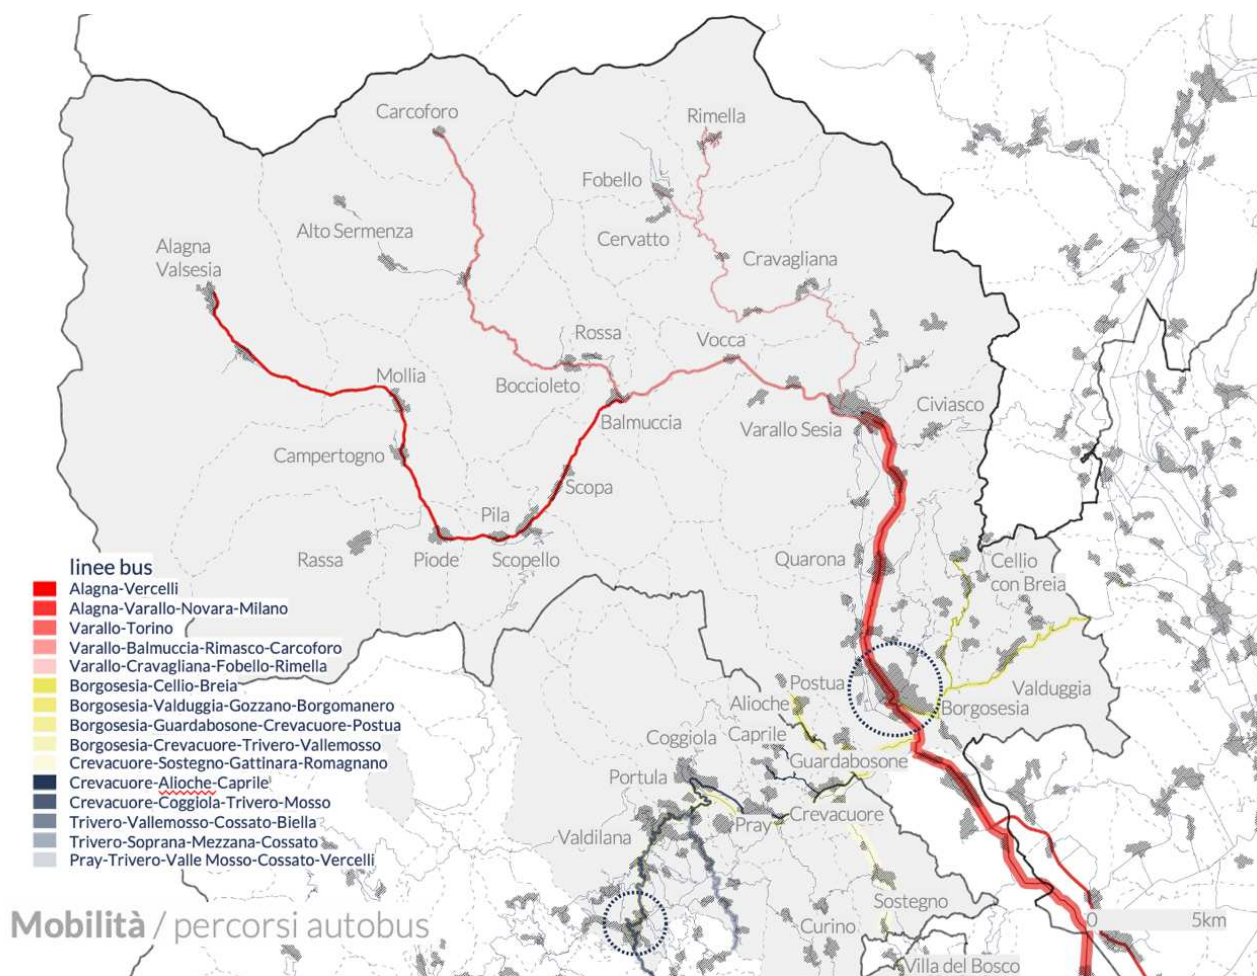 Carcoforo
Rimella
Fobello
Alto Sermenza
Cervatto
Alagna
Valsesia
Cravagliana
Rossa
Vocca
Mollia
Boccioleto
Balmuccia
Varallo Sesia
Civiasco
Campertogno
Scopa
Pila
Rassa
Piode
Scopello
Quarona
Cellio
con Breia
linee bus
Alagna-Vercelli
Alagna-Varallo-Novara-Milano
Varallo-Torino
Varallo-Balmuccia-Rimasco-Carcoforo
Varallo-Cravagliana-Fobello-Rimella
Borgosesia-Cellio-Breia
Borgosesia-Valduggia-Gozzano-Borgomanero
Borgosesia-Guardabosone-Crevacuore-Postua
Borgosesia-Crevacuore-Trivero-Vallemosso
Crevacuore-Sostegno-Gattinara-Romagnano
Crevacuore-Alioche-Caprile
Crevacuore-Coggiola-Trivero-Mosso
Trivero-Vallemosso-Cossato-Biella
Trivero-Soprana-Mezzana-Cossato
Pray-Trivero-Valle Mosso-Cossato-Vercelli
Postua
Valduggia
Alioche
Borgosesia
Caprile
Coggiola
Guardabosone
Portula
Crevacuore
Pray
Valdilana
Sostegno
Curino
Villa del Bosco
0 5km
Mobilità / percorsi autobus